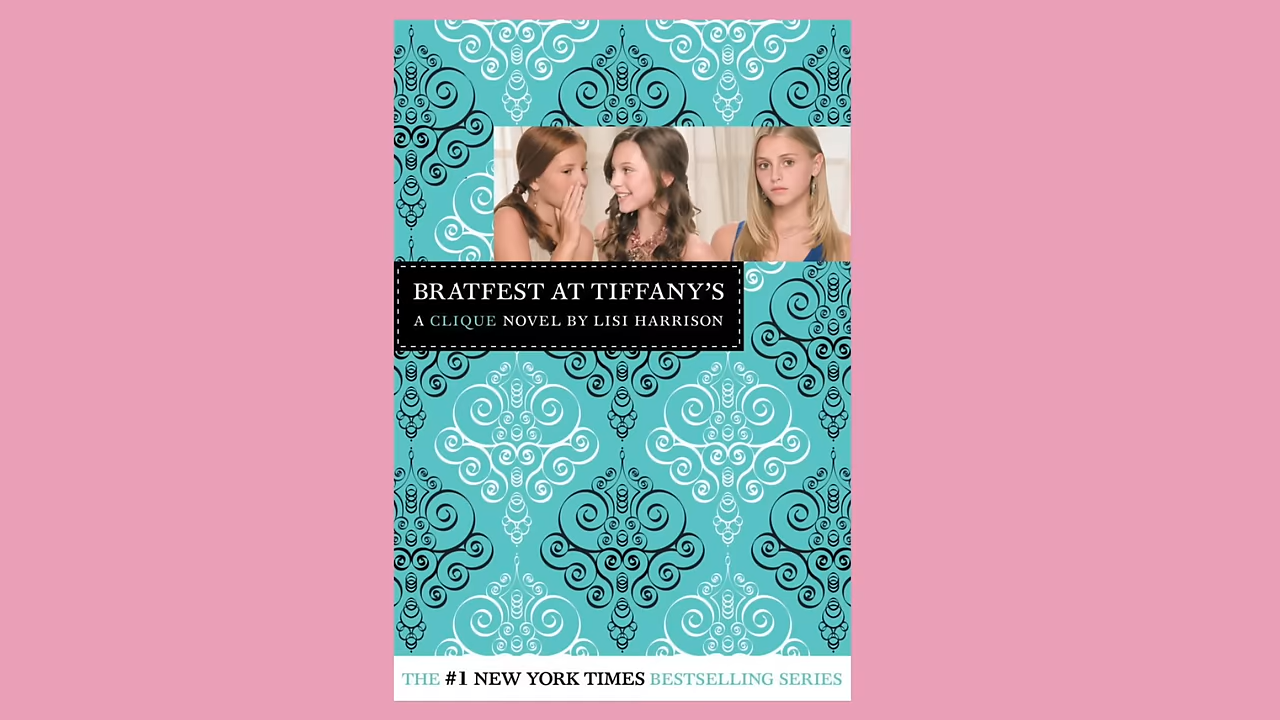 BRATFEST AT TIFFANY'S
A CLIQUE NOVEL BY LISI HARRISON
THE #1 NEW YORK TIMES BESTSELLING SERIES